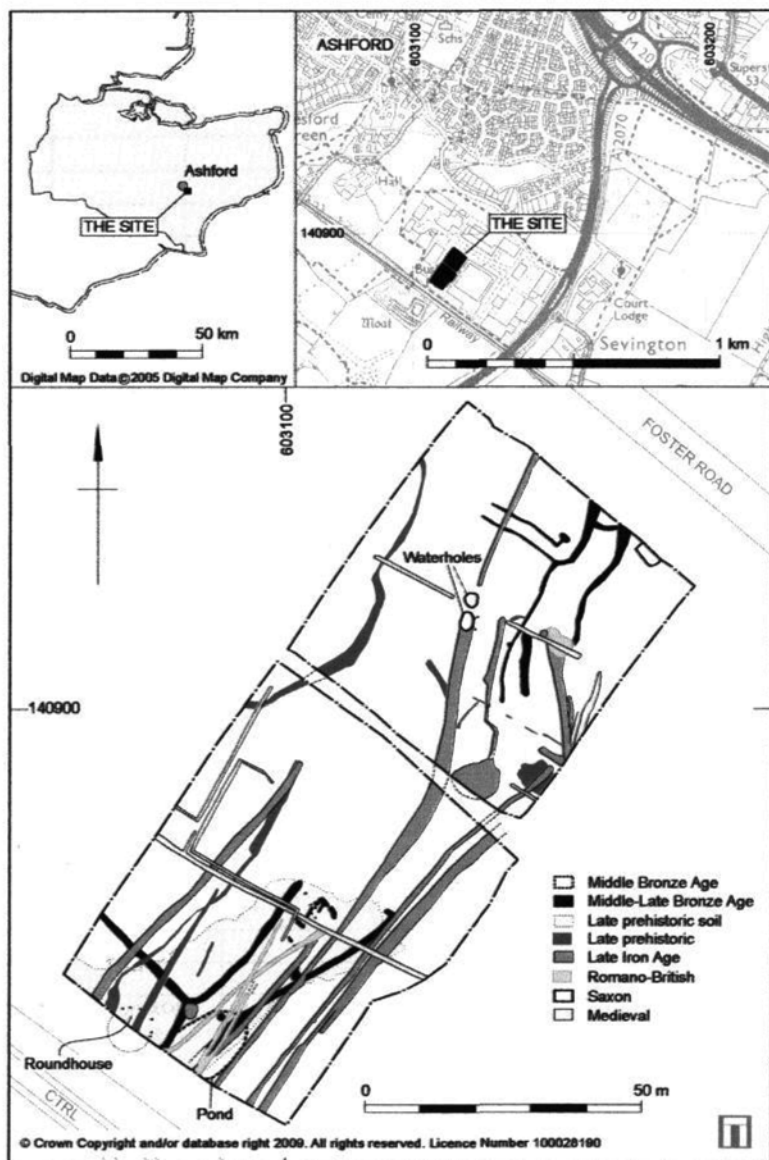 Ashford
THE SITE
0
50 km
Digital Map Data©2005 Digital Map Company
603100
603200
ASHFORD
Schs
M 20
A 2070
Hall
140900
THE SITE
Moat
Railway
Court
Lodge
Sevington
0
1 km
603100
FOSTER ROAD
Waterholes
140900
Middle Bronze Age
Middle-Late Bronze Age
Late prehistoric soil
Late prehistoric
Late Iron Age
Romano-British
Saxon
Medieval
Roundhouse
CTRL
Pond
0
50 m
© Crown Copyright and/or database right 2009. All rights reserved. Licence Number 100028190